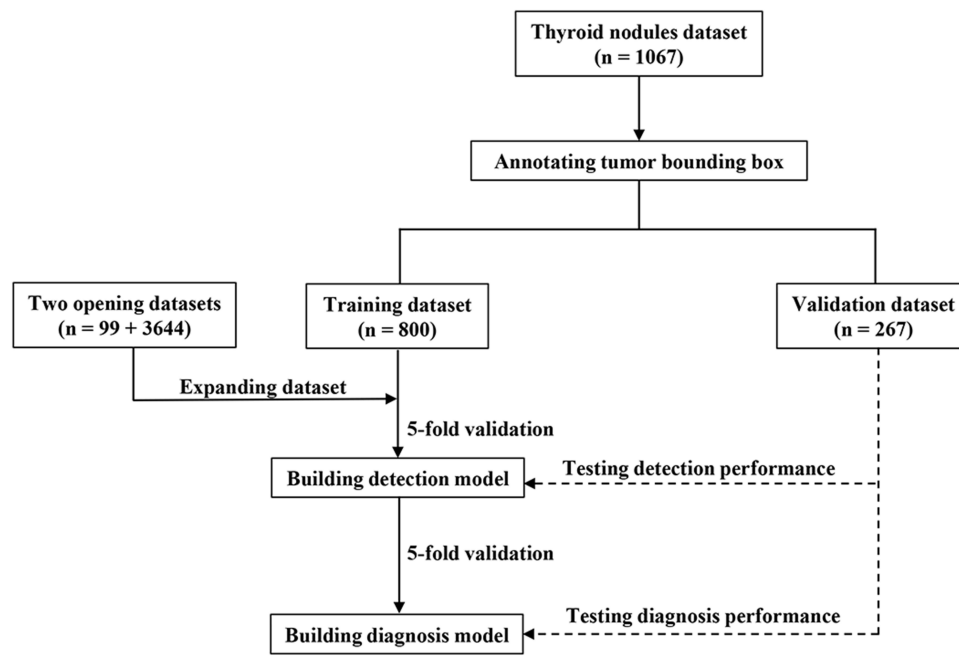 Thyroid nodules dataset
(n = 1067)
Annotating tumor bounding box
Two opening datasets
(n = 99 + 3644)
Training dataset
(n = 800)
Validation dataset
(n = 267)
Expanding dataset
5-fold validation
Building detection model
Testing detection performance
5-fold validation
Building diagnosis model
Testing diagnosis performance